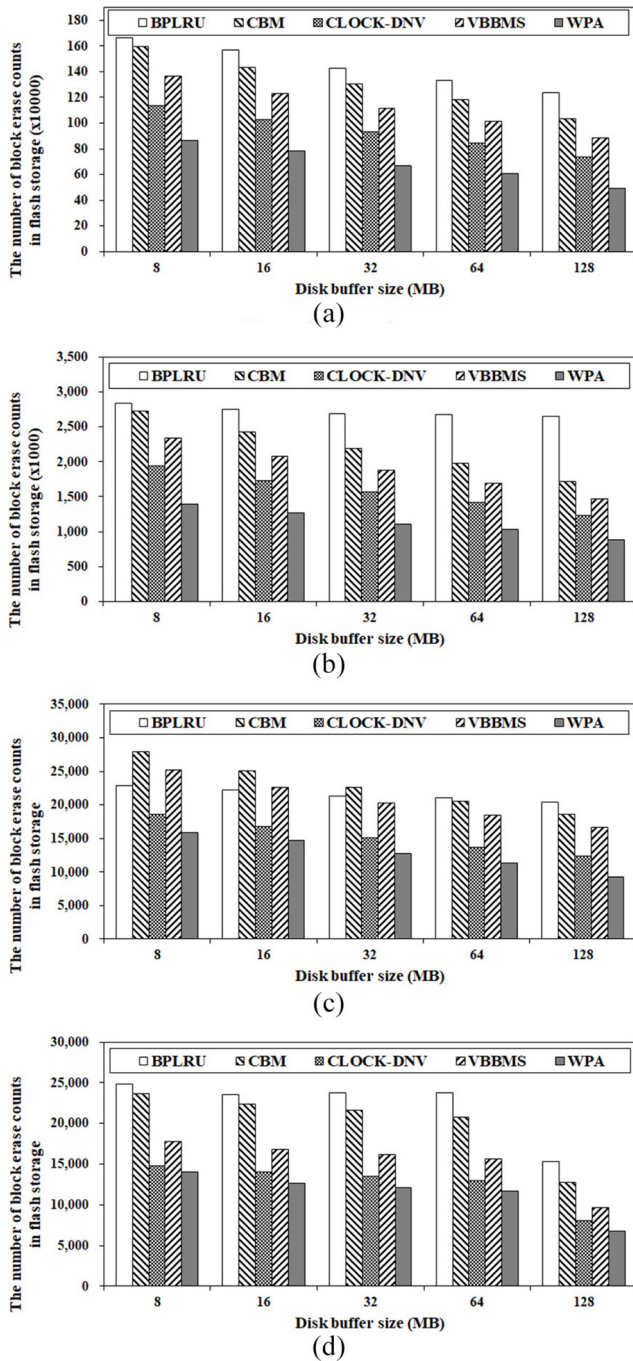 The number of block erase counts
in flash storage (x10000)
180
160
140
120
100
80
60
40
20
0
BPLRU CBM CLOCK-DNV VBBMS WPA
8 16 32 64 128
Disk buffer size (MB)
(a)
The number of block erase counts
in flash storage (x1000)
3,500
3,000
2,500
2,000
1,500
1,000
500
0
BPLRU CBM CLOCK-DNV VBBMS WPA
8 16 32 64 128
Disk buffer size (MB)
(b)
The number of block erase counts
in flash storage
35,000
30,000
25,000
20,000
15,000
10,000
5,000
0
BPLRU CBM CLOCK-DNV VBBMS WPA
8 16 32 64 128
Disk buffer size (MB)
(c)
The number of block erase counts
in flash storage
30,000
25,000
20,000
15,000
10,000
5,000
0
BPLRU CBM CLOCK-DNV VBBMS WPA
8 16 32 64 128
Disk buffer size (MB)
(d)